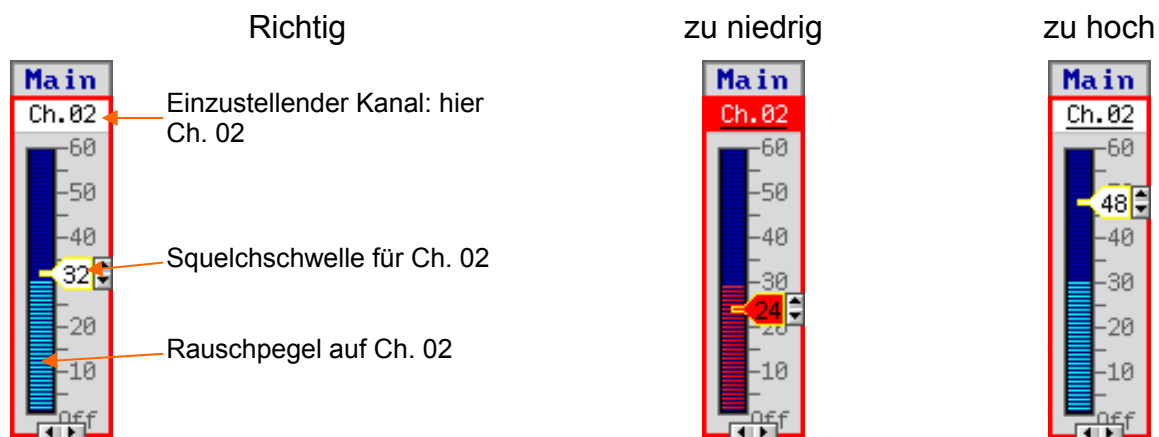 Richtig
zu niedrig
zu hoch
Main
Ch.02
60
50
40
32
20
10
Off
Einzustellender Kanal: hier
Ch. 02
Squelchschwelle für Ch. 02
Rauschpegel auf Ch. 02
Main
Ch.02
60
50
40
30
24
20
10
Off
Main
Ch.02
60
48
40
30
20
10
Off